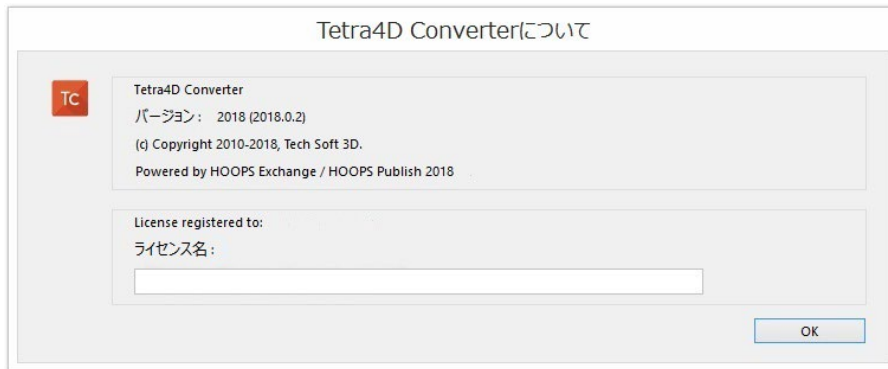 Tetra4D Converterについて
TC
Tetra4D Converter
バージョン： 2018 (2018.0.2)
(c) Copyright 2010-2018, Tech Soft 3D.
Powered by HOOPS Exchange / HOOPS Publish 2018
License registered to:
ライセンス名：
OK